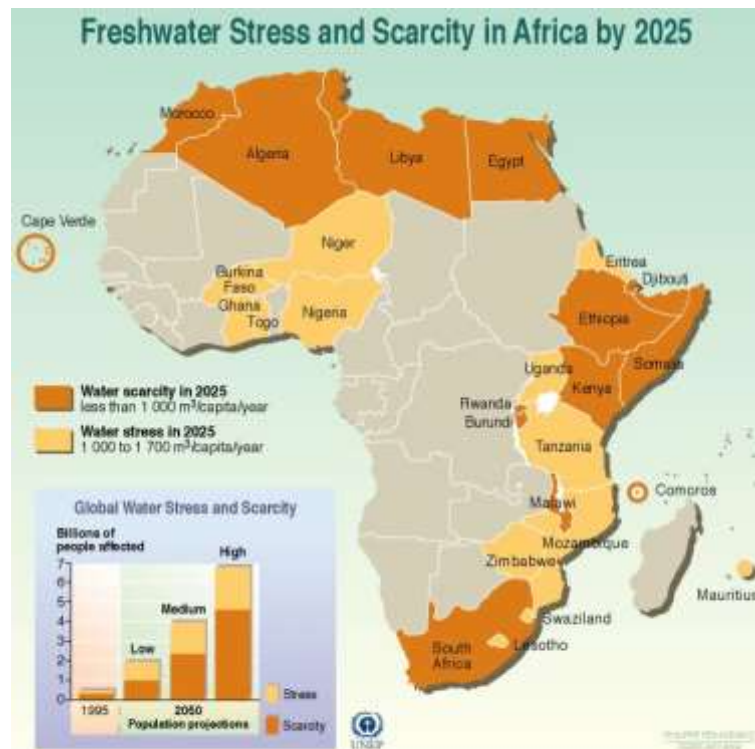 Freshwater Stress and Scarcity in Africa by 2025
Morocco
Algeria
Libya
Egypt
Cape Verde
Niger
Burkina
Faso
Eritrea
Djibouti
Ghana
Togo
Nigeria
Ethiopia
Somalia
Uganda
Kenya
Rwanda
Burundi
Tanzania
Water scarcity in 2025
less than 1 000 m³/capita/year
Water stress in 2025
1 000 to 1 700 m³/capita/year
Malawi
Comoros
Mozambique
Zimbabwe
Mauritius
Swaziland
Lesotho
South
Africa
Global Water Stress and Scarcity
Billions of
people affected
High
Medium
Low
7
6
5
4
3
2
1
0
1995
2050
Population projections
Stress
Scarcity
UNEP